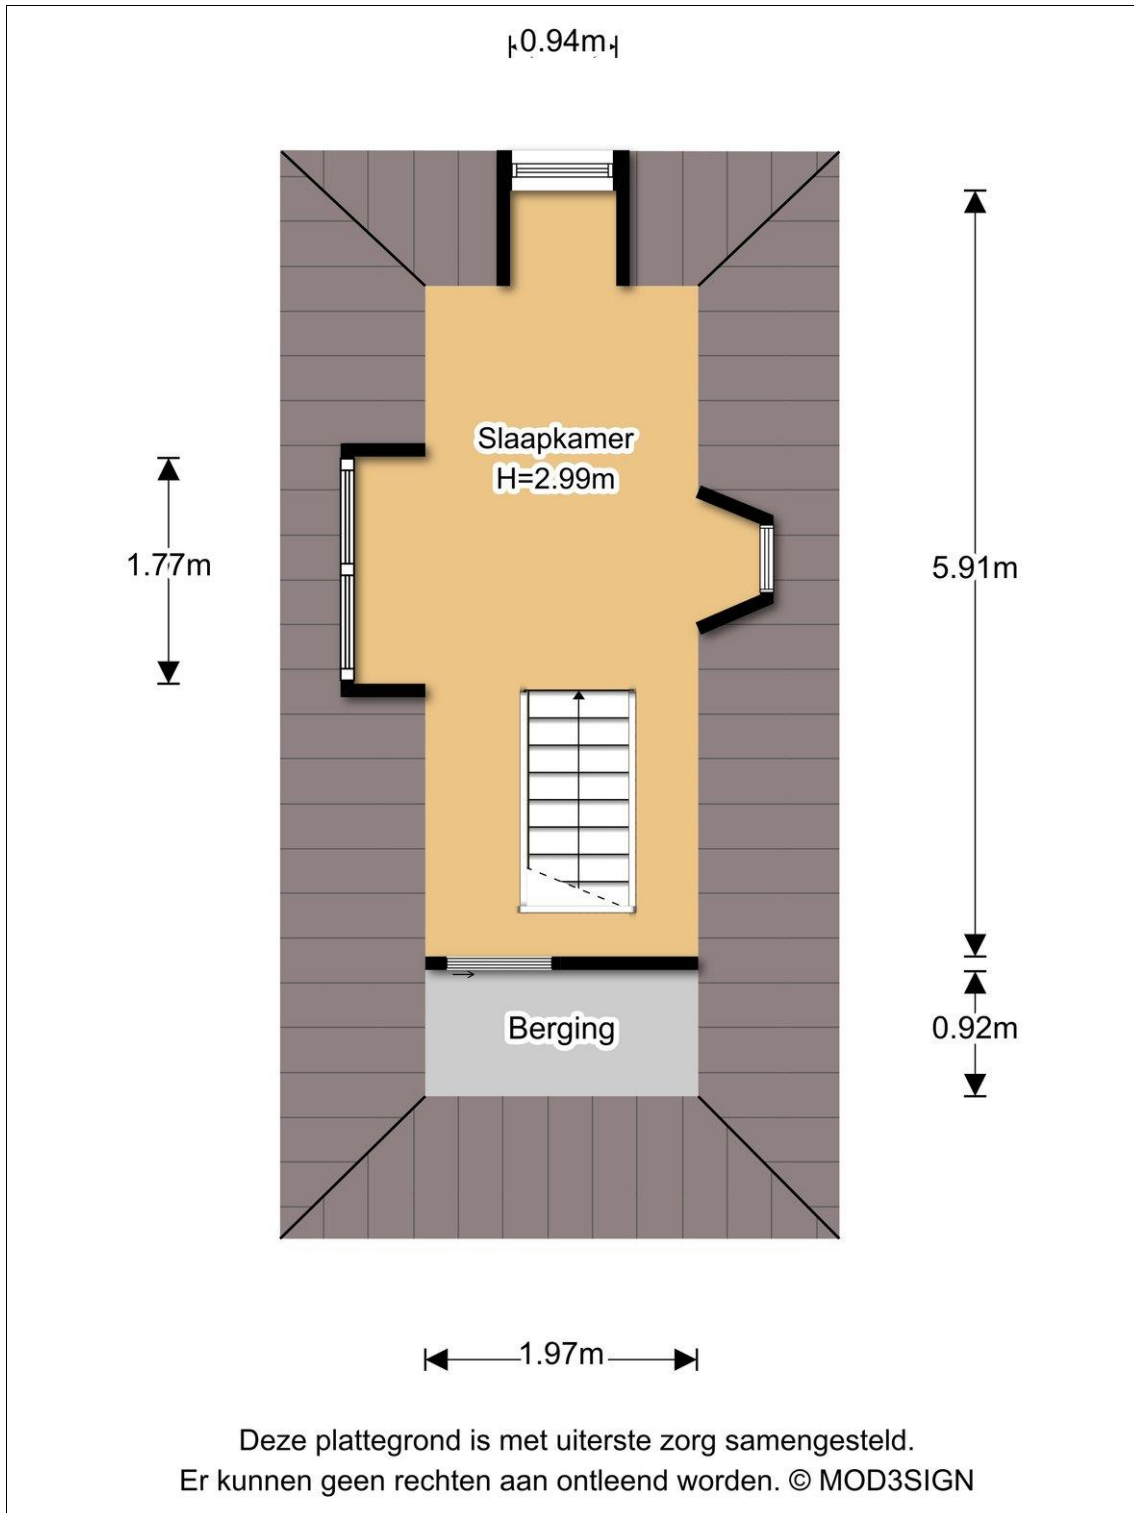 0.94m
Slaapkamer
H=2.99m
1.77m
5.91m
Berging
0.92m
1.97m
Deze plattegrond is met uiterste zorg samengesteld.
Er kunnen geen rechten aan ontleend worden. © MOD3SIGN